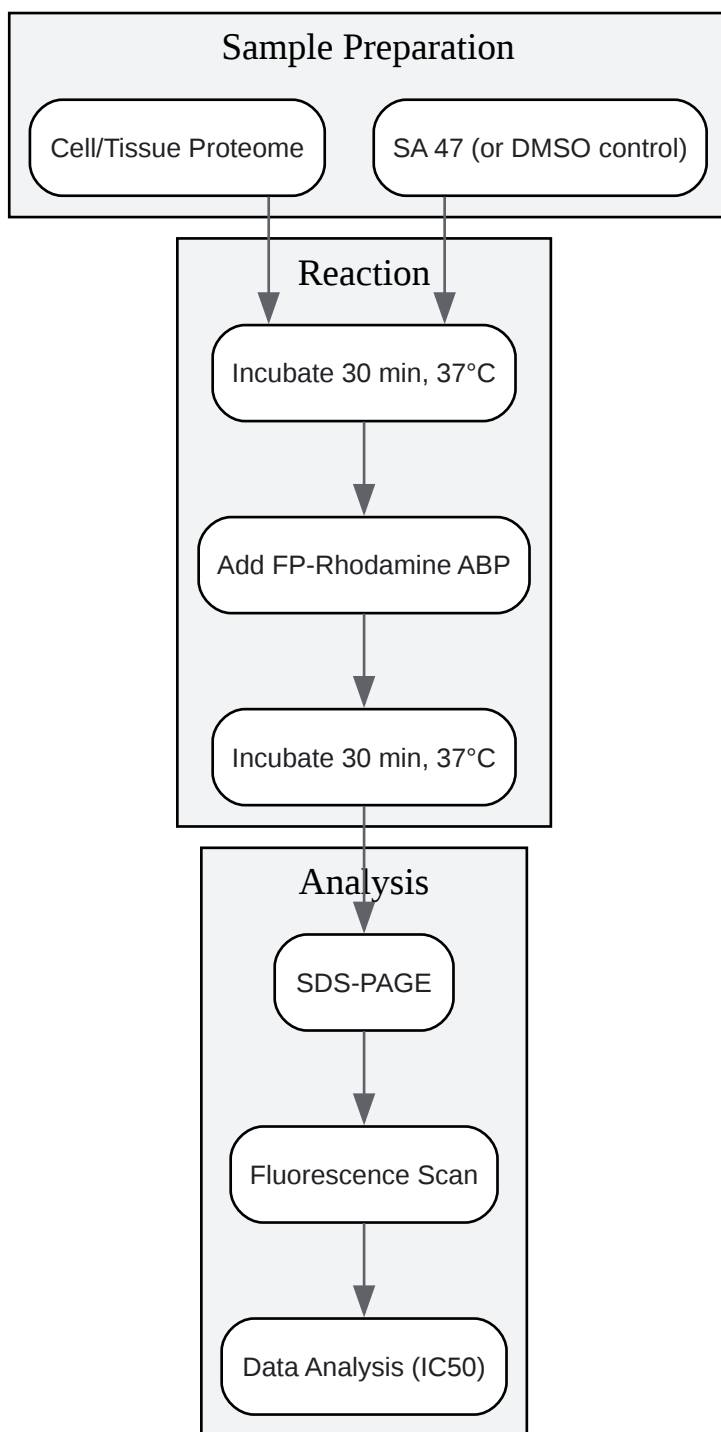 Sample Preparation
Cell/Tissue Proteome
SA 47 (or DMSO control)
Reaction
Incubate 30 min, 37°C
Add FP-Rhodamine ABP
Incubate 30 min, 37°C
Analysis
SDS-PAGE
Fluorescence Scan
Data Analysis (IC50)